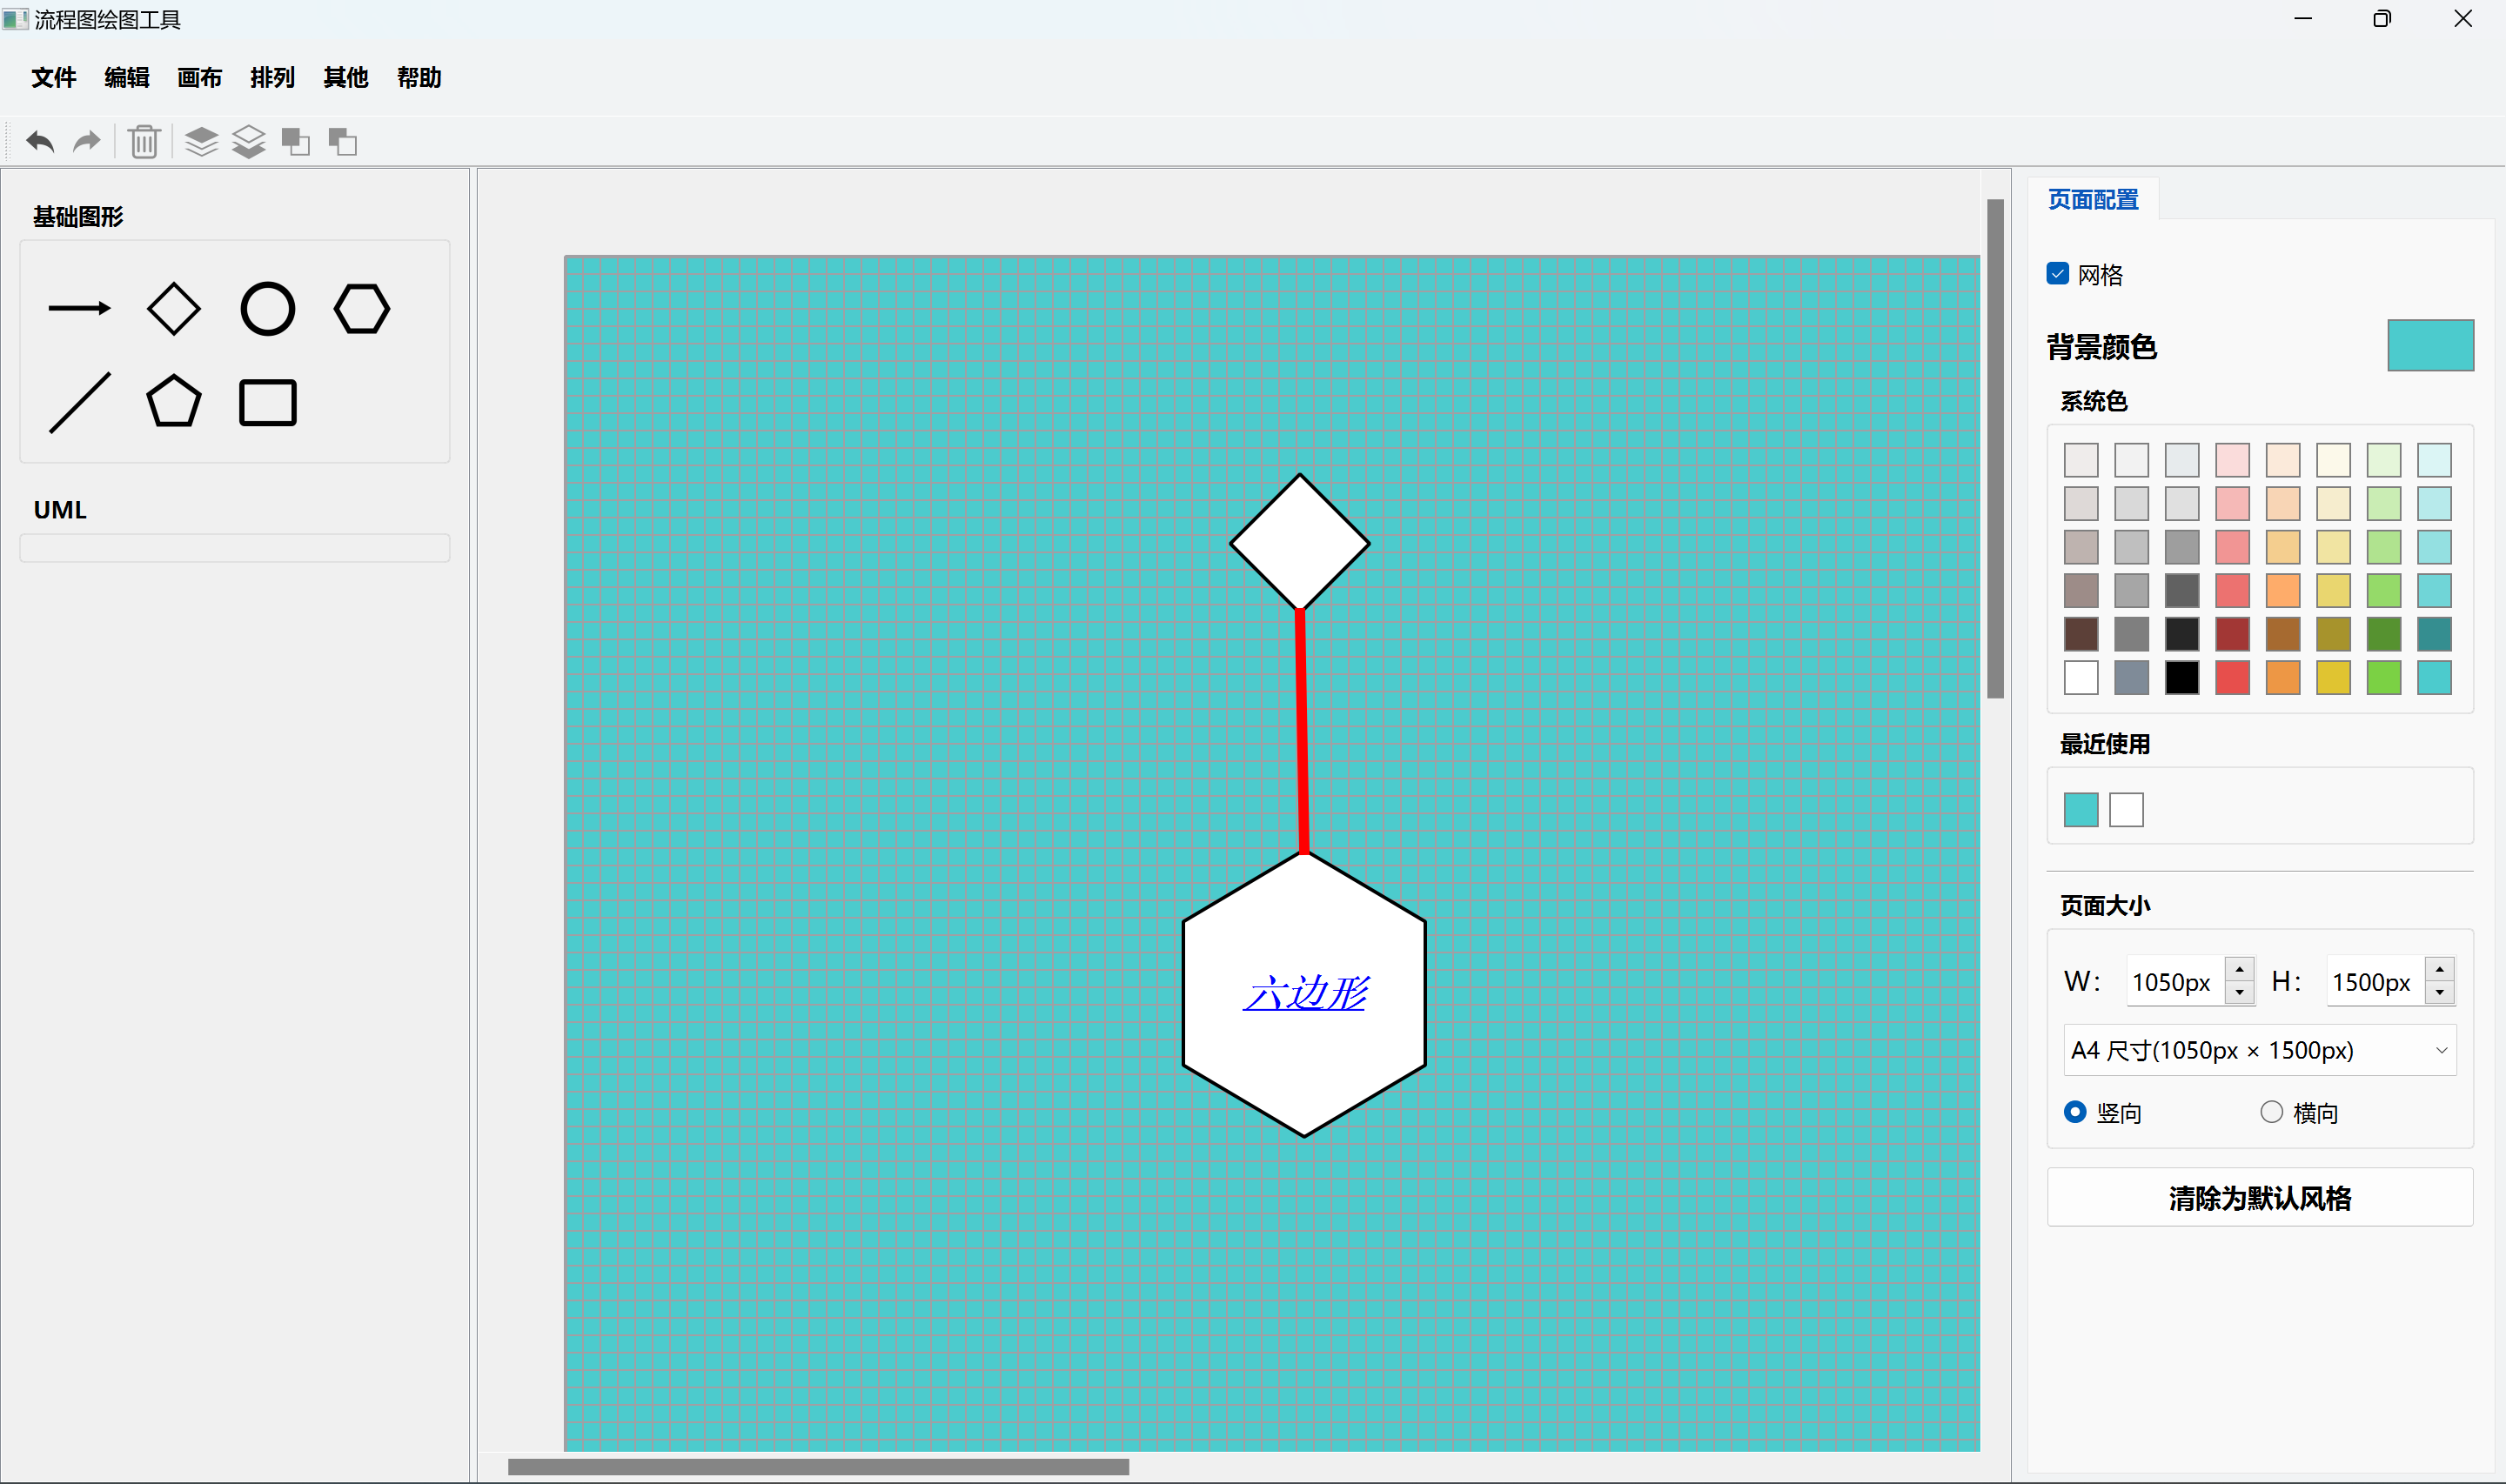 流程图绘图工具
文件 编辑 画布 排列 其他 帮助
基础图形
UML
六边形
页面配置
网格
背景颜色
系统色
最近使用
页面大小
W: 1050px H: 1500px
A4 尺寸(1050px × 1500px)
竖向 横向
清除为默认风格